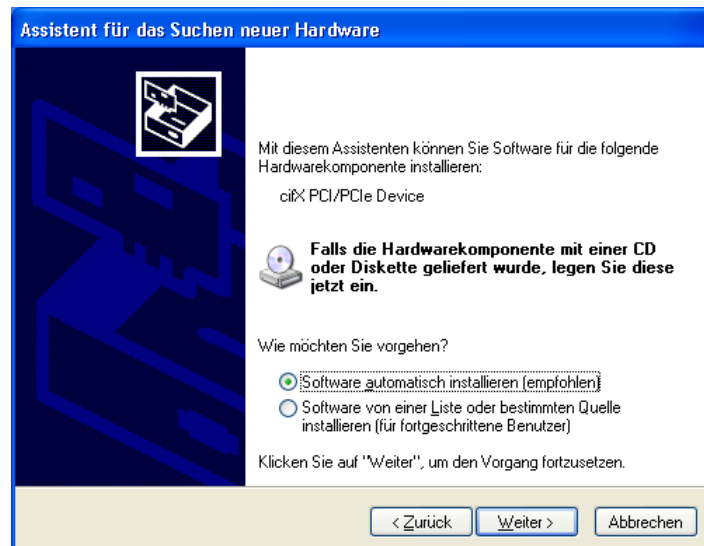 Assistent für das Suchen neuer Hardware
Mit diesem Assistenten können Sie Software für die folgende
Hardwarekomponente installieren:
cifX PCI/PCIe Device
Falls die Hardwarekomponente mit einer CD
oder Diskette geliefert wurde, legen Sie diese
jetzt ein.
Wie möchten Sie vorgehen?
Software automatisch installieren (empfohlen)
Software von einer Liste oder bestimmten Quelle
installieren (für fortgeschrittene Benutzer)
Klicken Sie auf "Weiter", um den Vorgang fortzusetzen.
< Zurück Weiter > Abbrechen